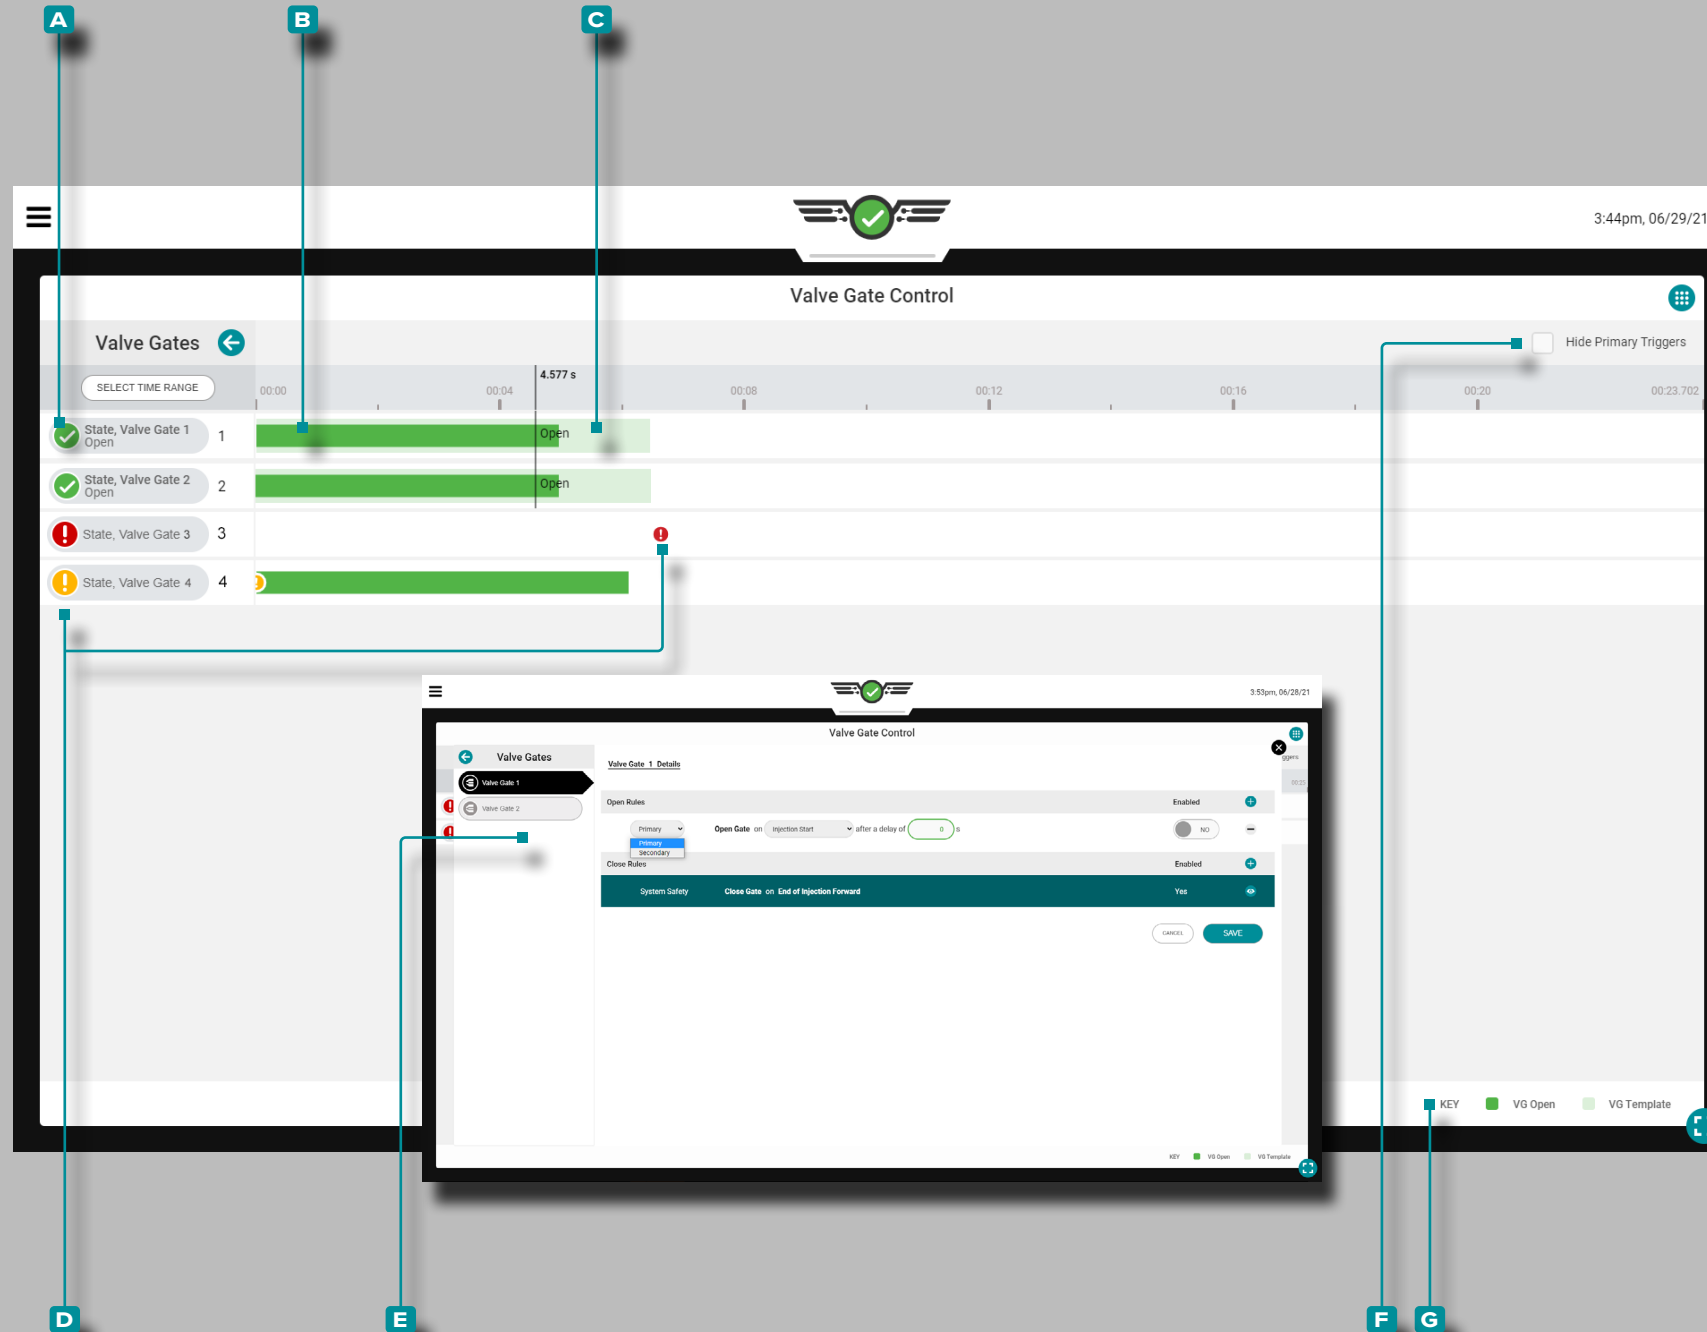 A
B
C
3:44pm, 06/29/21
Valve Gate Control
Valve Gates
Hide Primary Triggers
SELECT TIME RANGE
00:00
00:04
4.577 s
00:08
00:12
00:16
00:20
00:23.702
State, Valve Gate 1
Open
1
Open
State, Valve Gate 2
Open
2
Open
State, Valve Gate 3
3
State, Valve Gate 4
4
3:53pm, 06/28/21
Valve Gate Control
Valve Gates
Valve Gate 1 Details
ggers
Valve Gate 1
Valve Gate 2
Open Rules
Enabled
Primary
Open Gate on Injection Start after a delay of 0 s
NO
Primary
Secondary
Close Rules
Enabled
System Safety
Close Gate on End of Injection Forward
Yes
CANCEL
SAVE
KEY
VG Open
VG Template
KEY
VG Open
VG Template
D
E
F
G